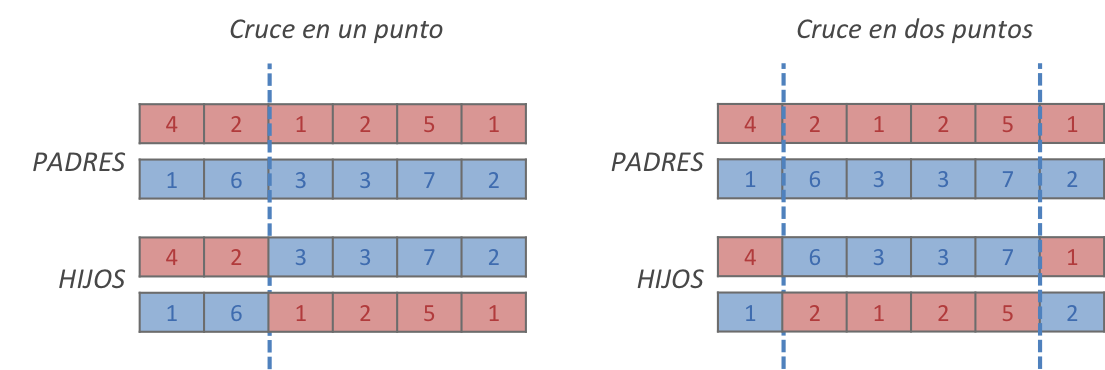 Cruce en un punto
4 2 1 2 5 1
PADRES
1 6 3 3 7 2
4 2 3 3 7 2
HIJOS
1 6 1 2 5 1
Cruce en dos puntos
4 2 1 2 5 1
PADRES
1 6 3 3 7 2
4 6 3 3 7 1
HIJOS
1 2 1 2 5 2